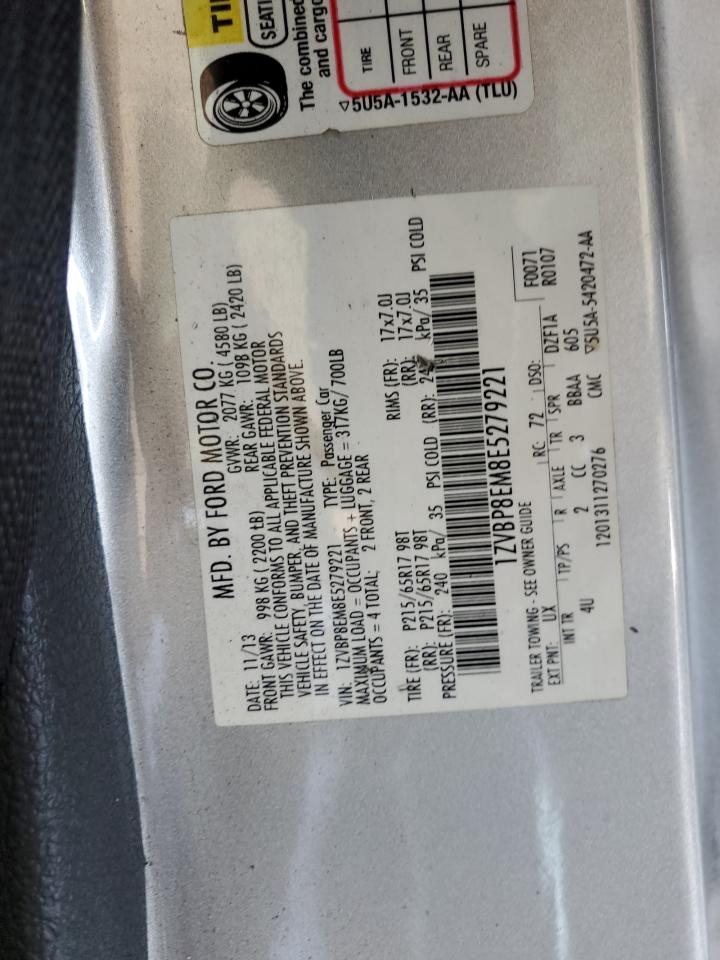 TI
SEATI
The combined
and cargo
TIRE
FRONT
REAR
SPARE
▽5U5A-1532-AA (TLU)
MFD. BY FORD MOTOR CO.
DATE: 11/13 GVWR: 2077 KG ( 4580 LB)
FRONT GAWR: 998 KG ( 2200 LB) REAR GAWR: 1098 KG ( 2420 LB)
THIS VEHICLE CONFORMS TO ALL APPLICABLE FEDERAL MOTOR
VEHICLE SAFETY, BUMPER, AND THEFT PREVENTION STANDARDS
IN EFFECT ON THE DATE OF MANUFACTURE SHOWN ABOVE.
VIN: 1ZVBP8EM8E5279221 TYPE: Passenger Car
MAXIMUM LOAD = OCCUPANTS + LUGGAGE = 317KG/ 700LB
OCCUPANTS = 4 TOTAL: 2 FRONT, 2 REAR
TIRE (FR): P215/65R17 98T RIMS (FR): 17x7.0J
(RR): P215/65R17 98T (RR): 17x7.0J
PRESSURE (FR): 240 kPa/ 35 PSI COLD (RR): kPa/ 35 PSI COLD
1ZVBP8EM8E5279221
TRAILER TOWING - SEE OWNER GUIDE F0071
EXT PNT: UX RC: 72 DSO: R0107
INT TR TP/PS R AXLE TR SPR DZF1A
4U 2 CC 3 BBAA 605
1201311270276 CMC ▽5U5A-5420472-AA